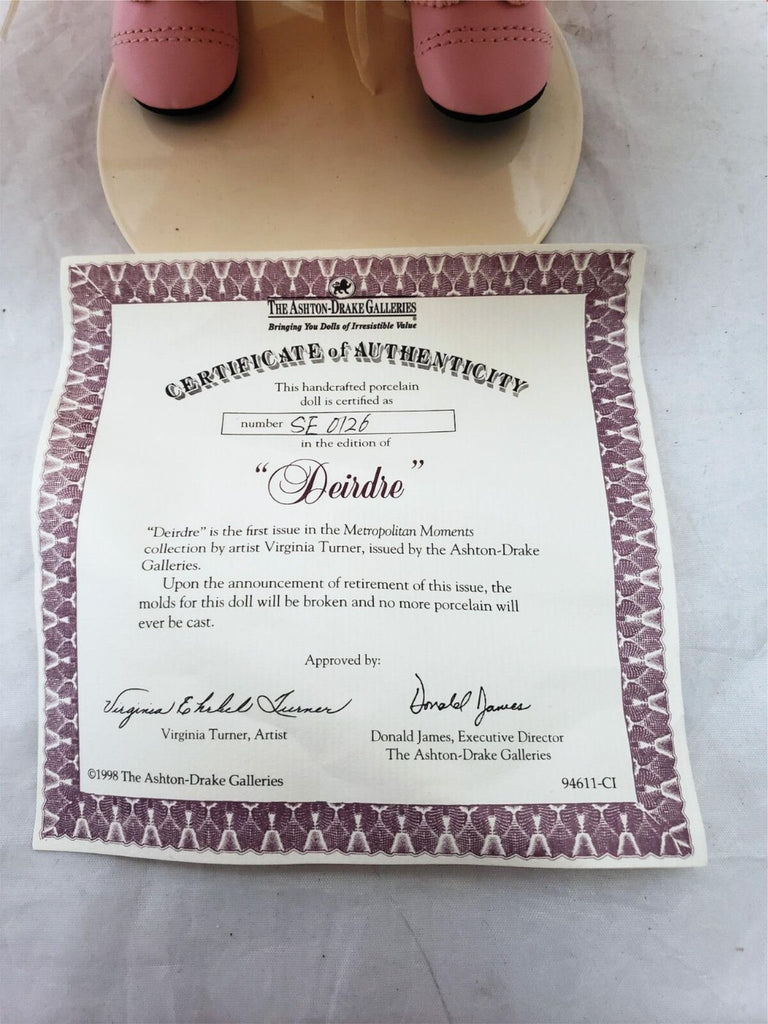 THE ASHTON-DRAKE GALLERIES®
Bringing You Dolls of Irresistible Value
CERTIFICATE of AUTHENTICITY
This handcrafted porcelain
doll is certified as
number SE 0126
in the edition of
"Deirdre"
"Deirdre" is the first issue in the Metropolitan Moments
collection by artist Virginia Turner, issued by the Ashton-Drake
Galleries.
Upon the announcement of retirement of this issue, the
molds for this doll will be broken and no more porcelain will
ever be cast.
Approved by:
Virginia Ehrlich Turner Donald James
Virginia Turner, Artist Donald James, Executive Director
The Ashton-Drake Galleries
©1998 The Ashton-Drake Galleries 94611-CI